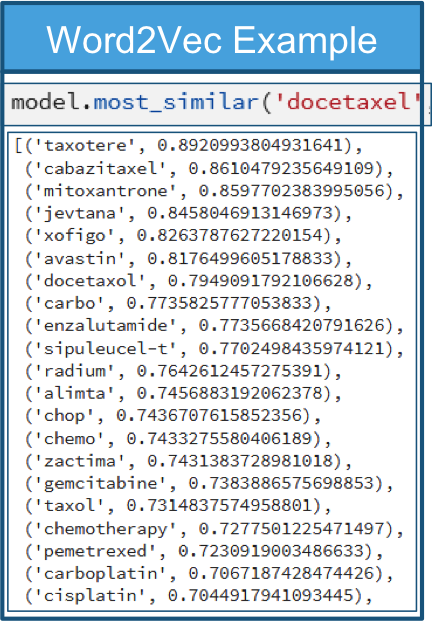 Word2Vec Example
model.most_similar('docetaxel',
[('taxotere', 0.8920993804931641),
('cabazitaxel', 0.8610479235649109),
('mitoxantrone', 0.8597702383995056),
('jevtana', 0.8458046913146973),
('xofigo', 0.8263787627220154),
('avastin', 0.8176499605178833),
('docetaxol', 0.7949091792106628),
('carbo', 0.7735825777053833),
('enzalutamide', 0.7735668420791626),
('sipuleucel-t', 0.7702498435974121),
('radium', 0.7642612457275391),
('alimta', 0.7456883192062378),
('chop', 0.7436707615852356),
('chemo', 0.7433275580406189),
('zactima', 0.7431383728981018),
('gemcitabine', 0.7383886575698853),
('taxol', 0.7314837574958801),
('chemotherapy', 0.7277501225471497),
('pemetrexed', 0.7230919003486633),
('carboplatin', 0.7067187428474426),
('cisplatin', 0.7044917941093445),